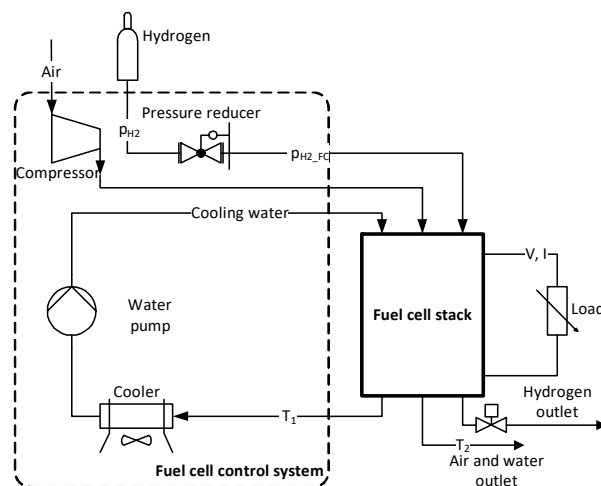 Hydrogen
Air
Pressure reducer
pH2
pH2_FC
Compressor
Cooling water
V, I
Fuel cell stack
Load
Water
pump
Cooler
T1
Hydrogen
outlet
T2
Air and water
outlet
Fuel cell control system